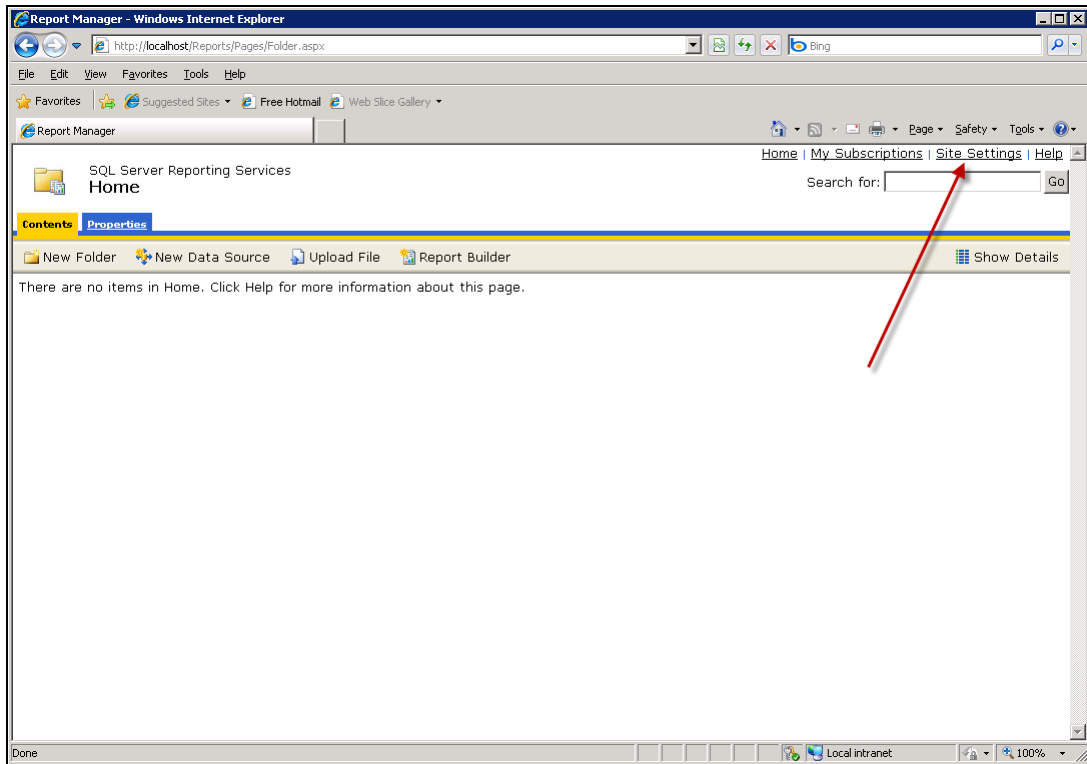 Report Manager - Windows Internet Explorer
http://localhost/Reports/Pages/Folder.aspx
Bing
File Edit View Favorites Tools Help
Favorites Suggested Sites Free Hotmail Web Slice Gallery
Report Manager
Page Safety Tools
Home | My Subscriptions | Site Settings | Help
SQL Server Reporting Services
Home
Search for: Go
Contents Properties
New Folder New Data Source Upload File Report Builder Show Details
There are no items in Home. Click Help for more information about this page.
Done Local intranet 100%